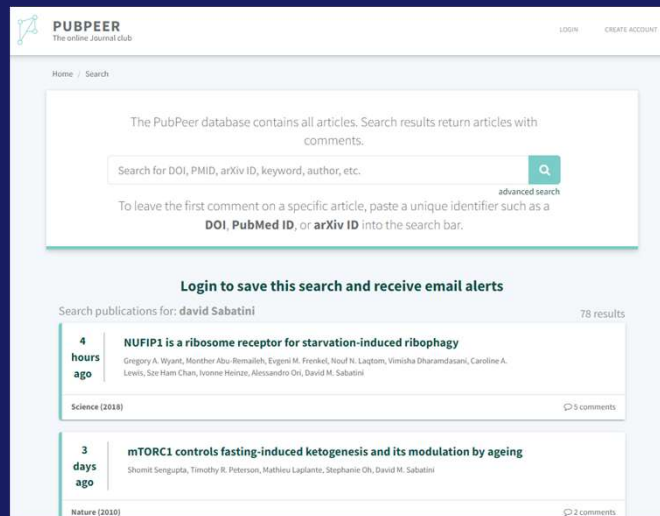 PUBPEER
The online Journal club
LOGIN CREATE ACCOUNT
Home / Search
The PubPeer database contains all articles. Search results return articles with
comments.
Search for DOI, PMID, arXiv ID, keyword, author, etc.
advanced search
To leave the first comment on a specific article, paste a unique identifier such as a
DOI, PubMed ID, or arXiv ID into the search bar.
Login to save this search and receive email alerts
Search publications for: david Sabatini
78 results
4
hours
ago
NUFIP1 is a ribosome receptor for starvation-induced ribophagy
Gregory A. Wyant, Monther Abu-Remaileh, Evgeni M. Frenkel, Nouf N. Laqtom, Vimisha Dharamdasani, Caroline A.
Lewis, Sze Ham Chan, Ivonne Heinze, Alessandro Ori, David M. Sabatini
Science (2018)
5 comments
3
days
ago
mTORC1 controls fasting-induced ketogenesis and its modulation by ageing
Shomit Sengupta, Timothy R. Peterson, Mathieu Laplante, Stephanie Oh, David M. Sabatini
Nature (2010)
2 comments